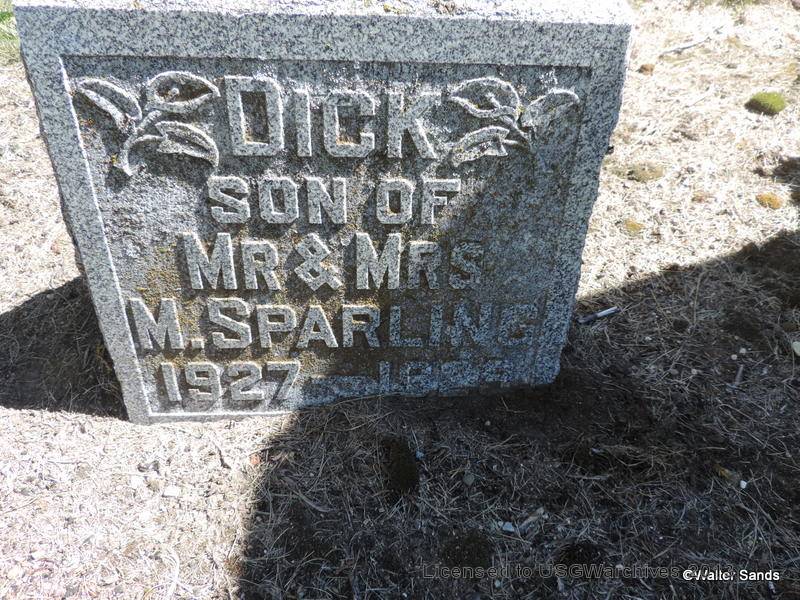 DICK
SON OF
MR & MRS
M. SPARLING
1927 —
Licensed to USGWarchives
©Walter Sands